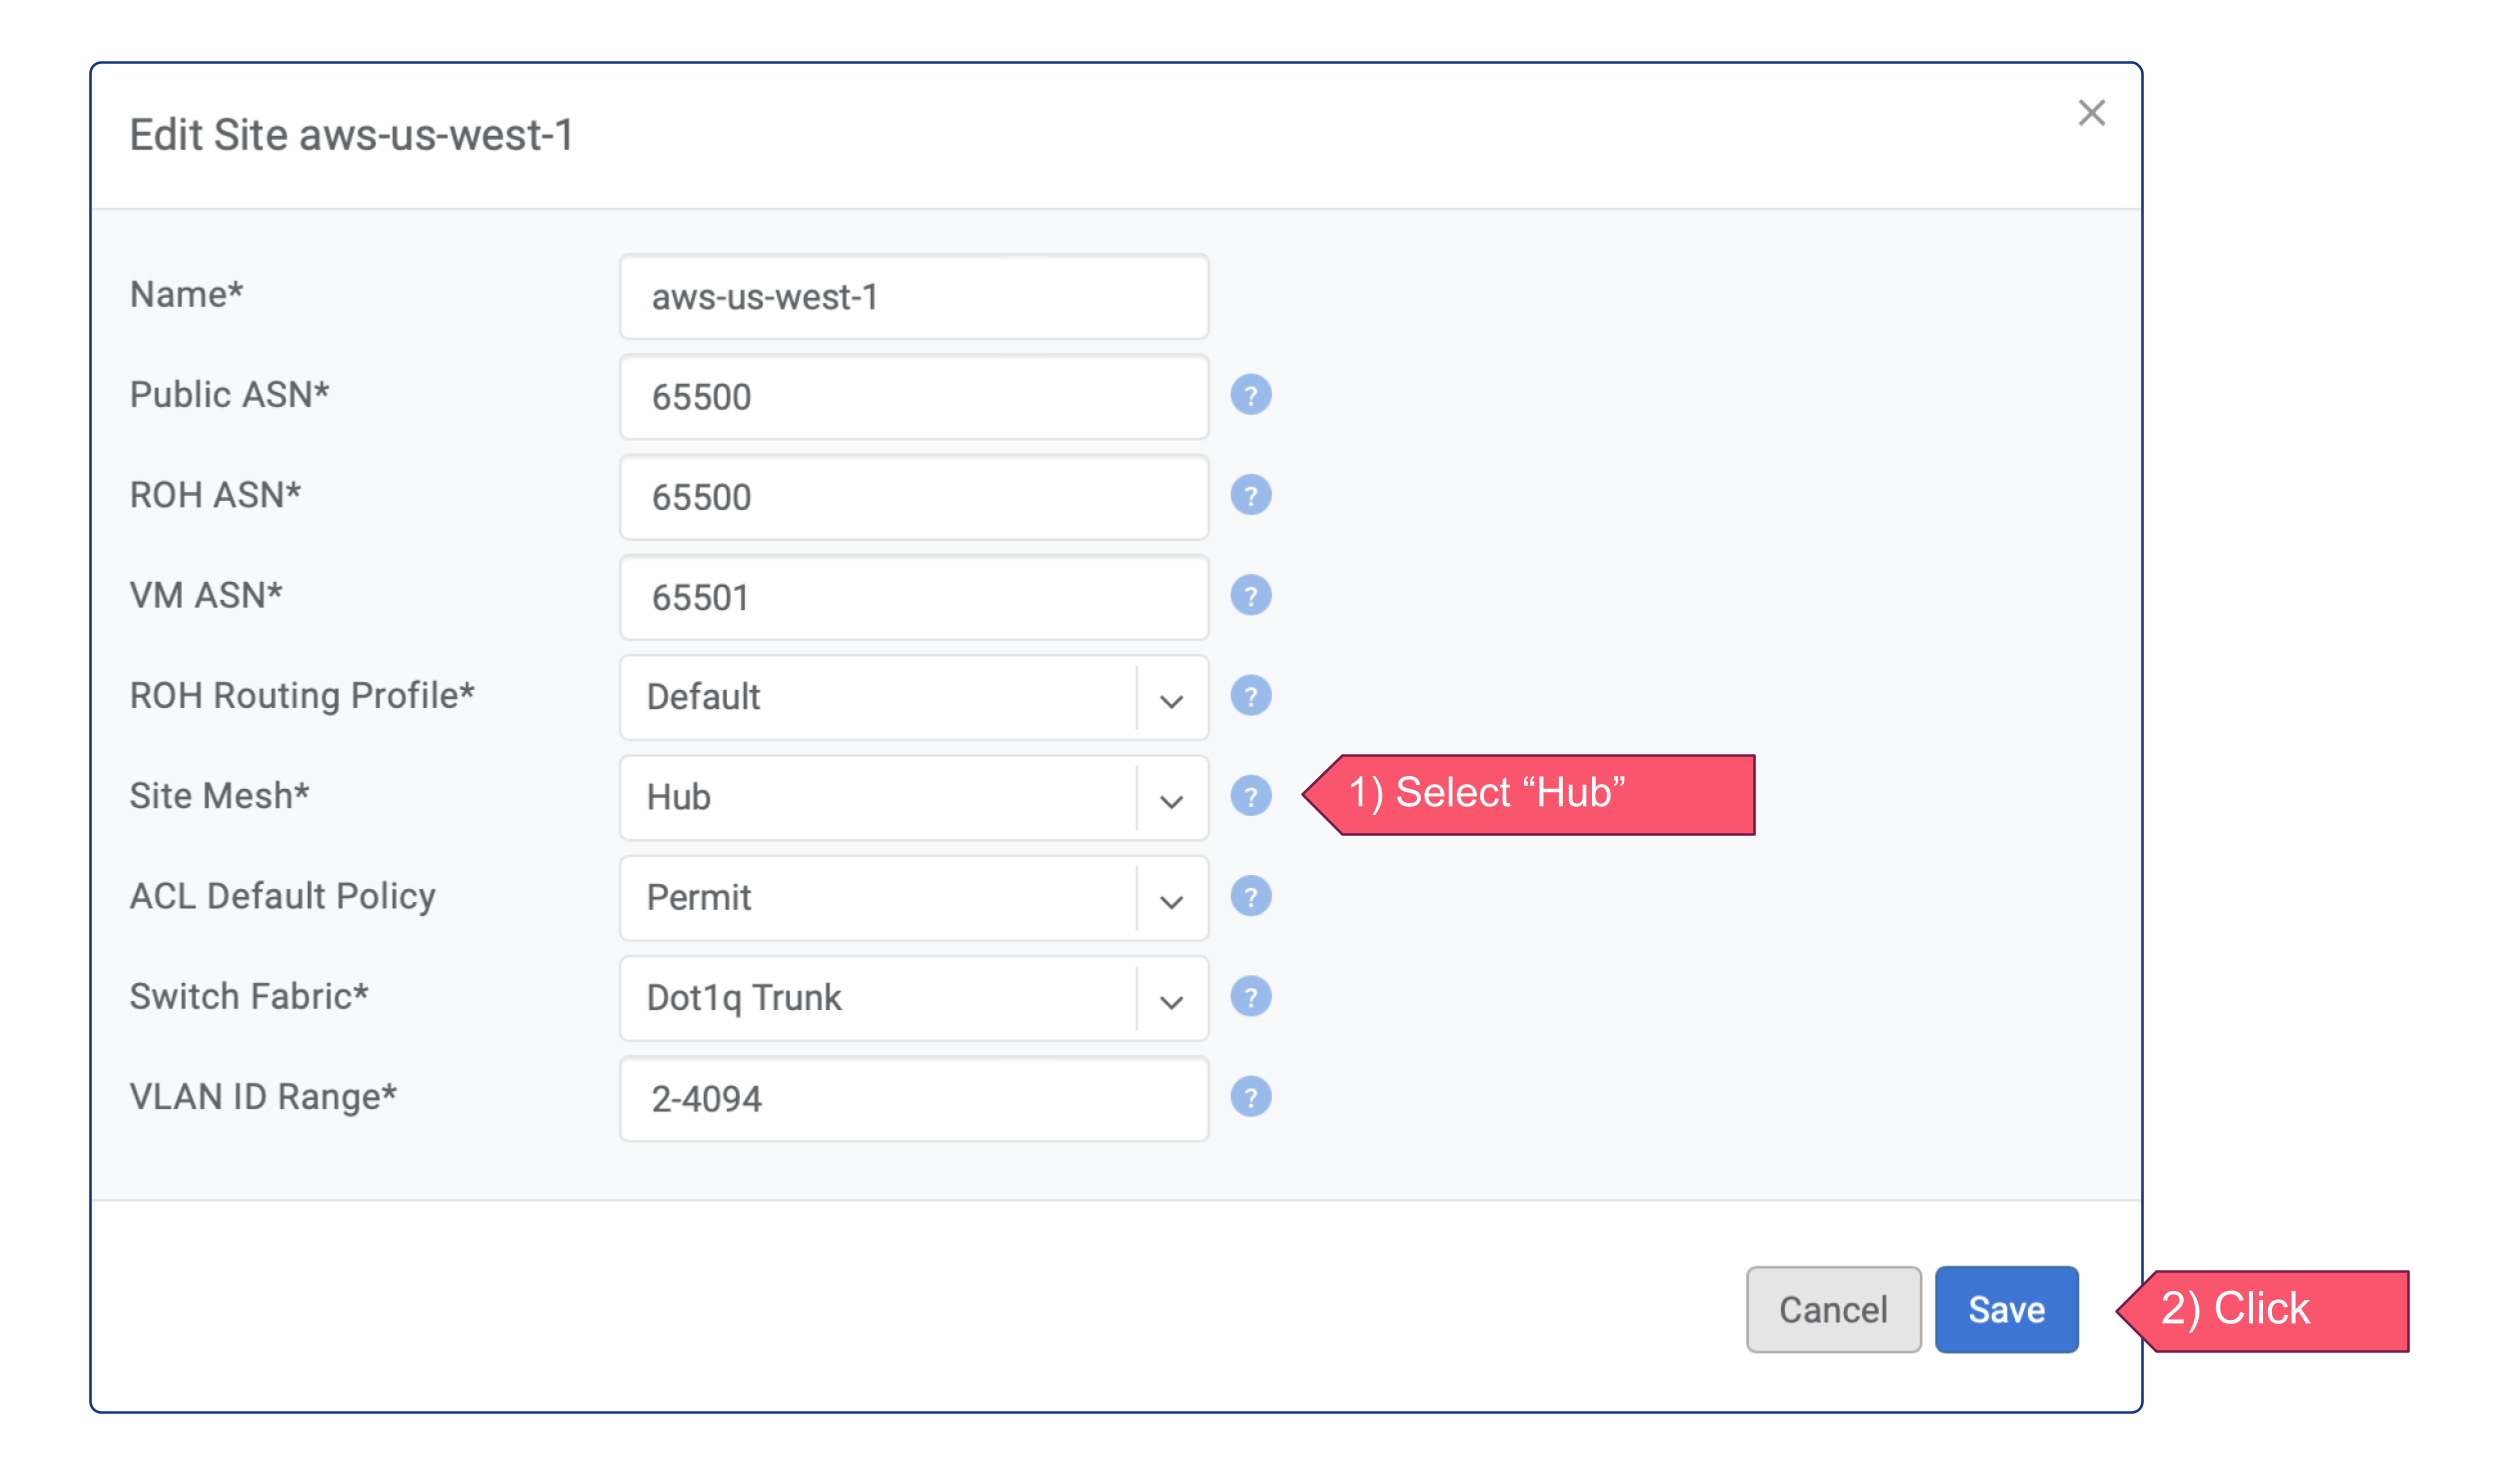 Edit Site aws-us-west-1
Name* aws-us-west-1
Public ASN* 65500 ?
ROH ASN* 65500 ?
VM ASN* 65501 ?
ROH Routing Profile* Default ?
Site Mesh* Hub ? 1) Select “Hub”
ACL Default Policy Permit ?
Switch Fabric* Dot1q Trunk ?
VLAN ID Range* 2-4094 ?
Cancel Save 2) Click